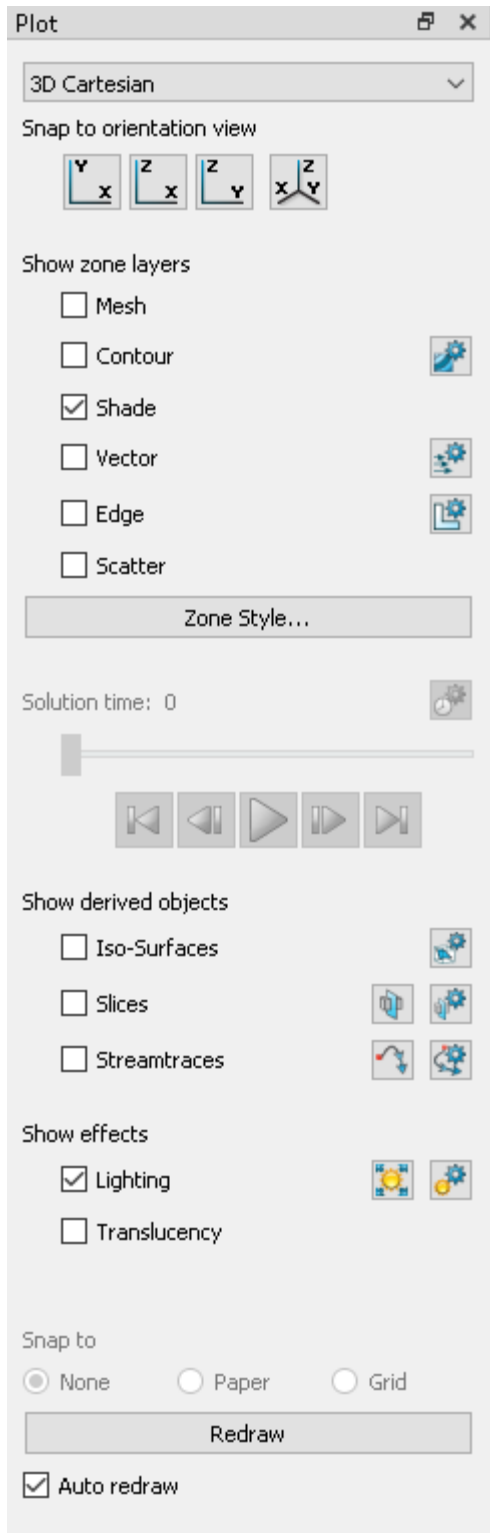 Plot
3D Cartesian
Snap to orientation view
Y X Z X Z Y Z X Y
Show zone layers
Mesh
Contour
Shade
Vector
Edge
Scatter
Zone Style...
Solution time: 0
Show derived objects
Iso-Surfaces
Slices
Streamtraces
Show effects
Lighting
Translucency
Snap to
None Paper Grid
Redraw
Auto redraw